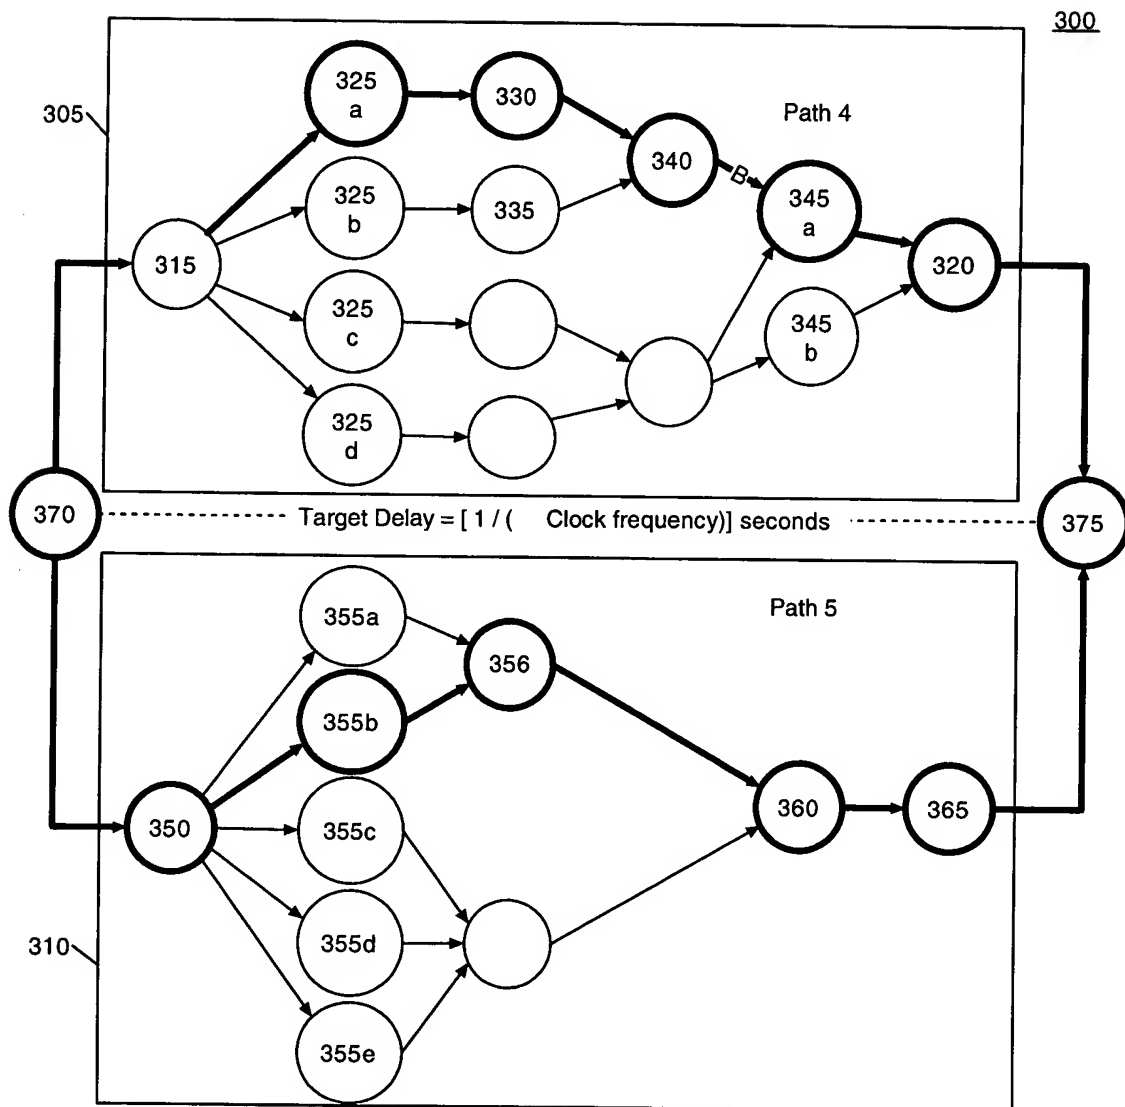 300
305
325
a
330
Path 4
340
B
325
b
335
345
a
315
320
325
c
345
b
325
d
370
Target Delay = [ 1 / ( Clock frequency)] seconds
375
355a
Path 5
356
355b
350
355c
360
365
310
355d
355e